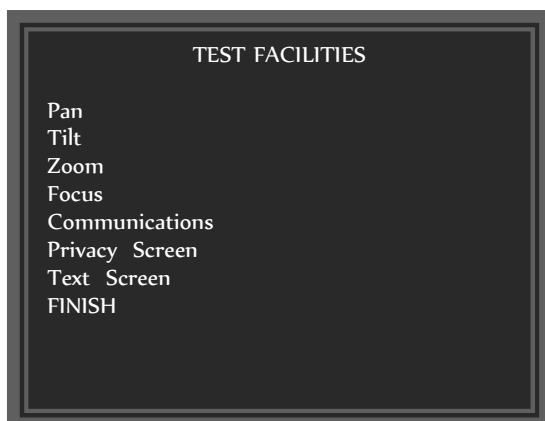 TEST FACILITIES
Pan
Tilt
Zoom
Focus
Communications
Privacy Screen
Text Screen
FINISH